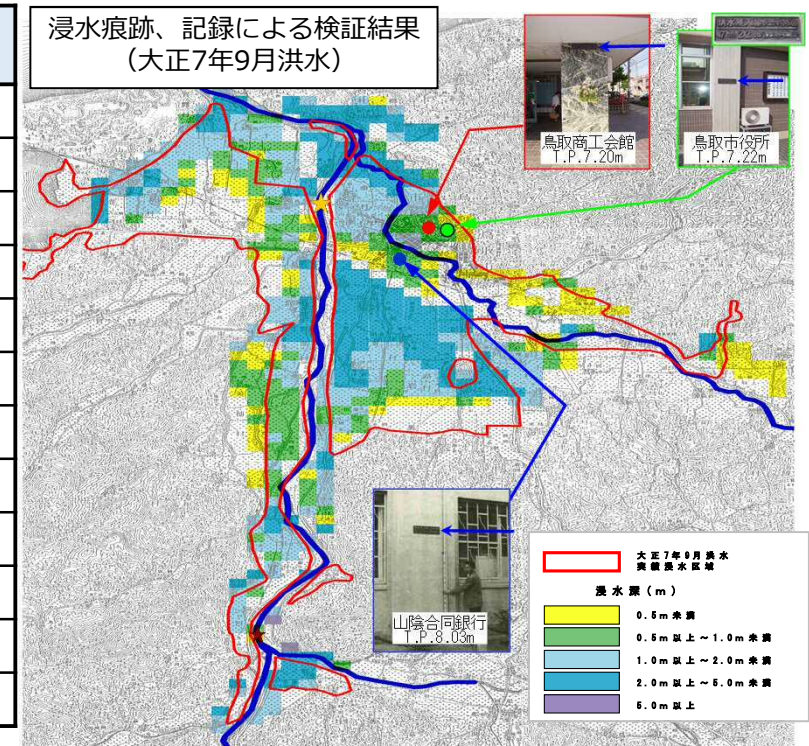 浸水痕跡、記録による検証結果
（大正7年9月洪水）
鳥取商工会館
T.P.7.20m
鳥取市役所
T.P.7.22m
山陰合同銀行
T.P.8.03m
大正7年9月洪水
実績浸水区域
浸水深(m)
0.5m未満
0.5m以上～1.0m未満
1.0m以上～2.0m未満
2.0m以上～5.0m未満
5.0m以上